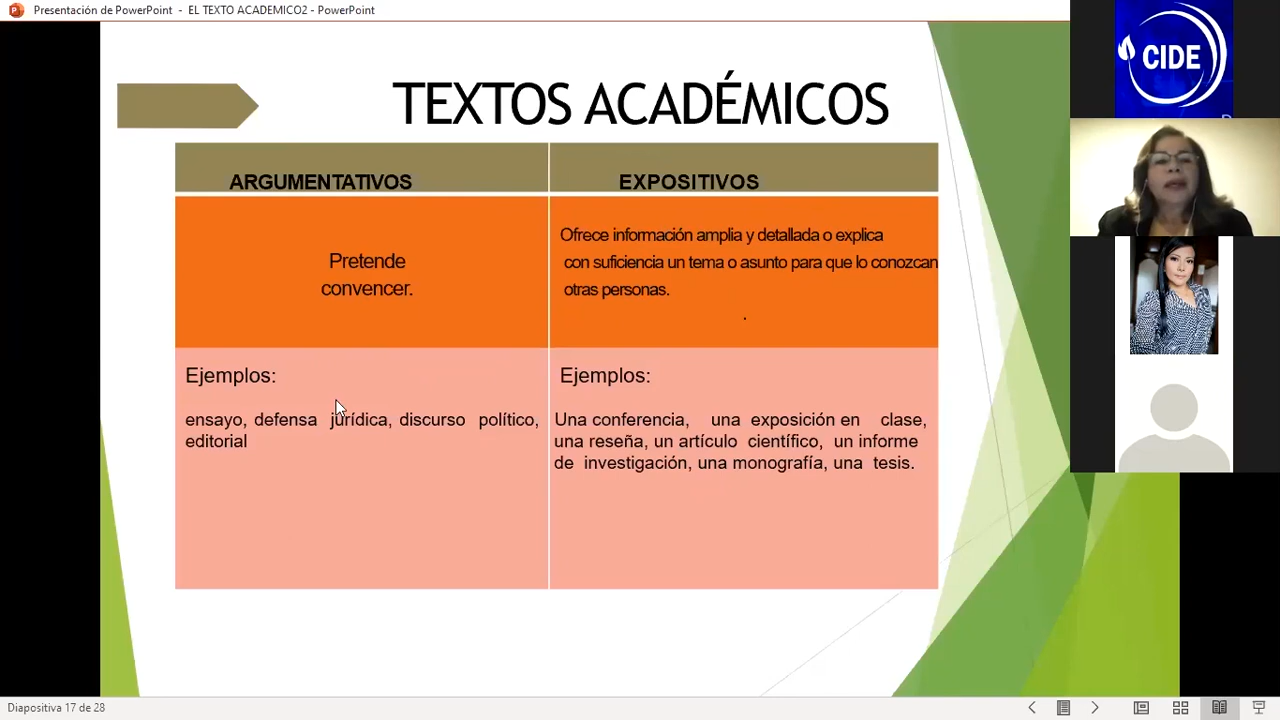 Presentación de PowerPoint - EL TEXTO ACADEMICO2 - PowerPoint
CIDE
TEXTOS ACADÉMICOS
ARGUMENTATIVOS
EXPOSITIVOS
Pretende
convencer.
Ofrece información amplia y detallada o explica
con suficiencia un tema o asunto para que lo conozcan
otras personas.
.
Ejemplos:
ensayo, defensa jurídica, discurso político,
editorial
Ejemplos:
Una conferencia, una exposición en clase,
una reseña, un artículo científico, un informe
de investigación, una monografía, una tesis.
Diapositiva 17 de 28